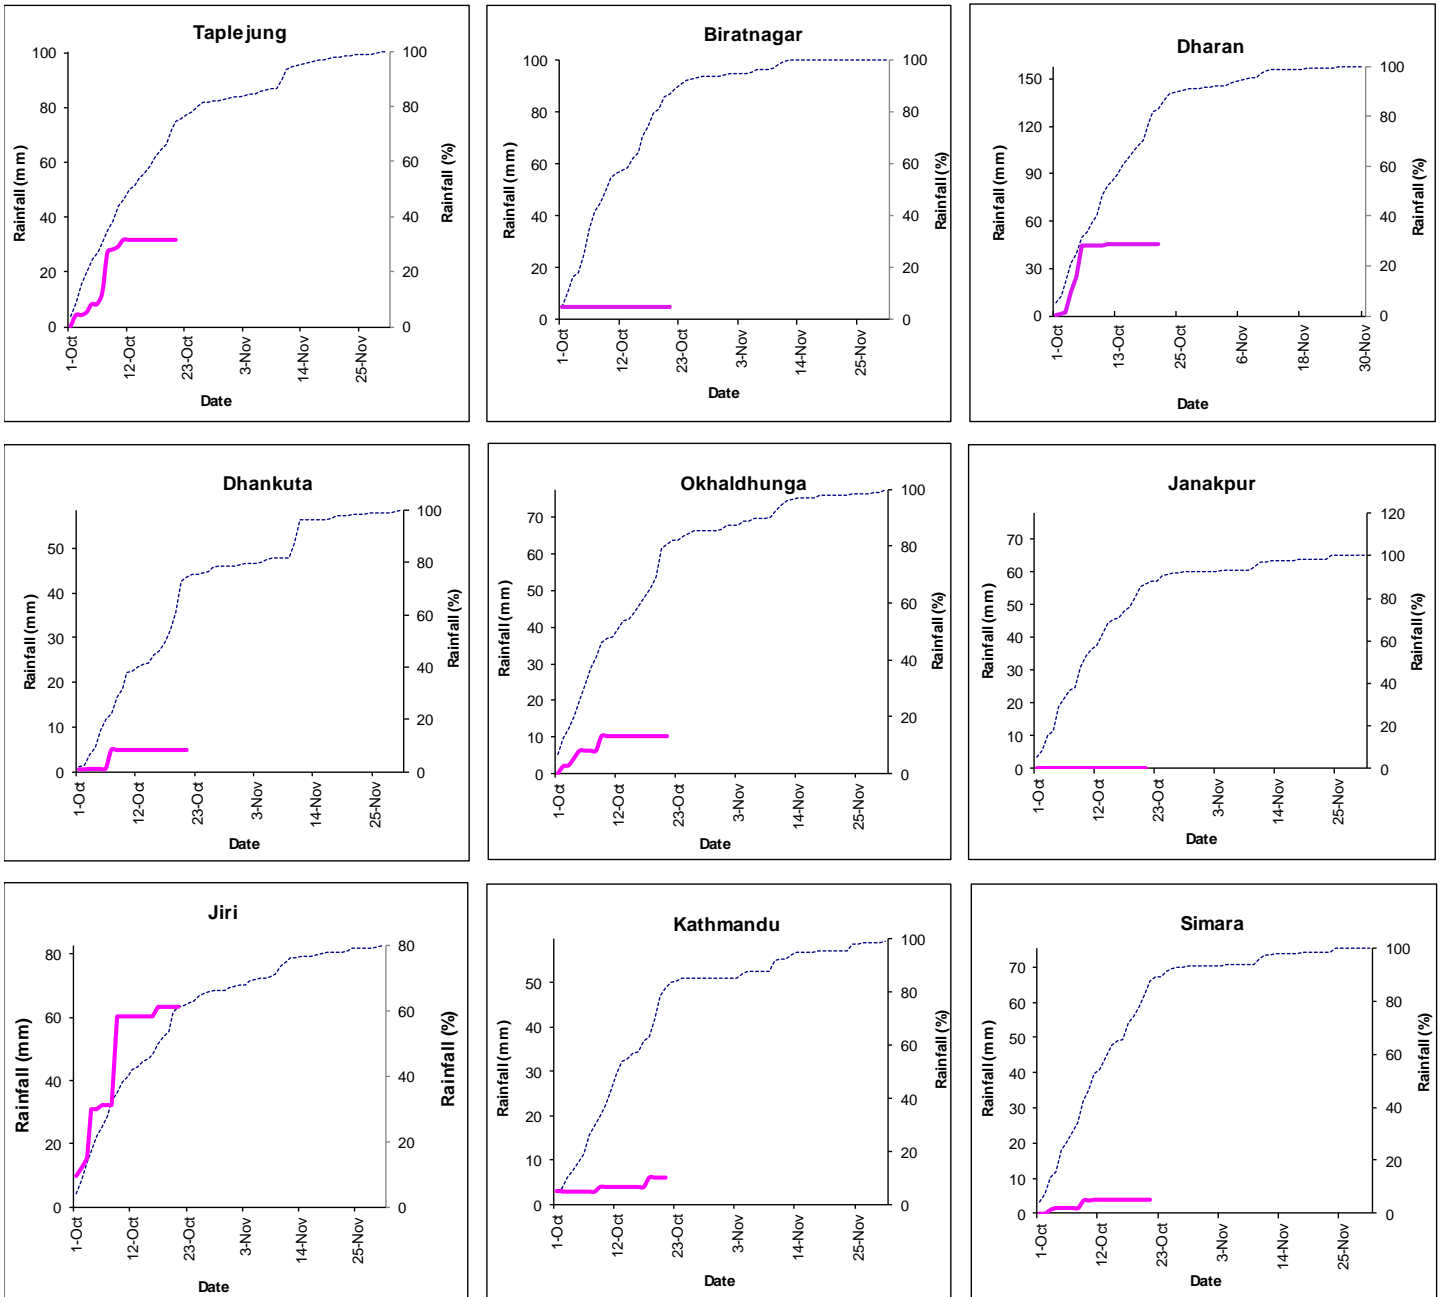 Taplejung
Rainfall (mm)
100
80
60
40
20
0
100
80
60
40
20
0
Rainfall (%)
1-Oct
12-Oct
23-Oct
3-Nov
14-Nov
25-Nov
Date
Biratnagar
Rainfall (mm)
100
80
60
40
20
0
100
80
60
40
20
0
Rainfall (%)
1-Oct
12-Oct
23-Oct
3-Nov
14-Nov
25-Nov
Date
Dharan
Rainfall (mm)
150
120
90
60
30
0
100
80
60
40
20
0
Rainfall (%)
1-Oct
13-Oct
25-Oct
6-Nov
18-Nov
30-Nov
Date
Dhankuta
Rainfall (mm)
50
40
30
20
10
0
100
80
60
40
20
0
Rainfall (%)
1-Oct
12-Oct
23-Oct
3-Nov
14-Nov
25-Nov
Date
Okhaldhunga
Rainfall (mm)
70
60
50
40
30
20
10
0
100
80
60
40
20
0
Rainfall (%)
1-Oct
12-Oct
23-Oct
3-Nov
14-Nov
25-Nov
Date
Janakpur
Rainfall (mm)
70
60
50
40
30
20
10
0
120
100
80
60
40
20
0
Rainfall (%)
1-Oct
12-Oct
23-Oct
3-Nov
14-Nov
25-Nov
Date
Jiri
Rainfall (mm)
80
60
40
20
0
80
60
40
20
0
Rainfall (%)
1-Oct
12-Oct
23-Oct
3-Nov
14-Nov
25-Nov
Date
Kathmandu
Rainfall (mm)
50
40
30
20
10
0
100
80
60
40
20
0
Rainfall (%)
1-Oct
12-Oct
23-Oct
3-Nov
14-Nov
25-Nov
Date
Simara
Rainfall (mm)
70
60
50
40
30
20
10
0
100
80
60
40
20
0
Rainfall (%)
1-Oct
12-Oct
23-Oct
3-Nov
14-Nov
25-Nov
Date